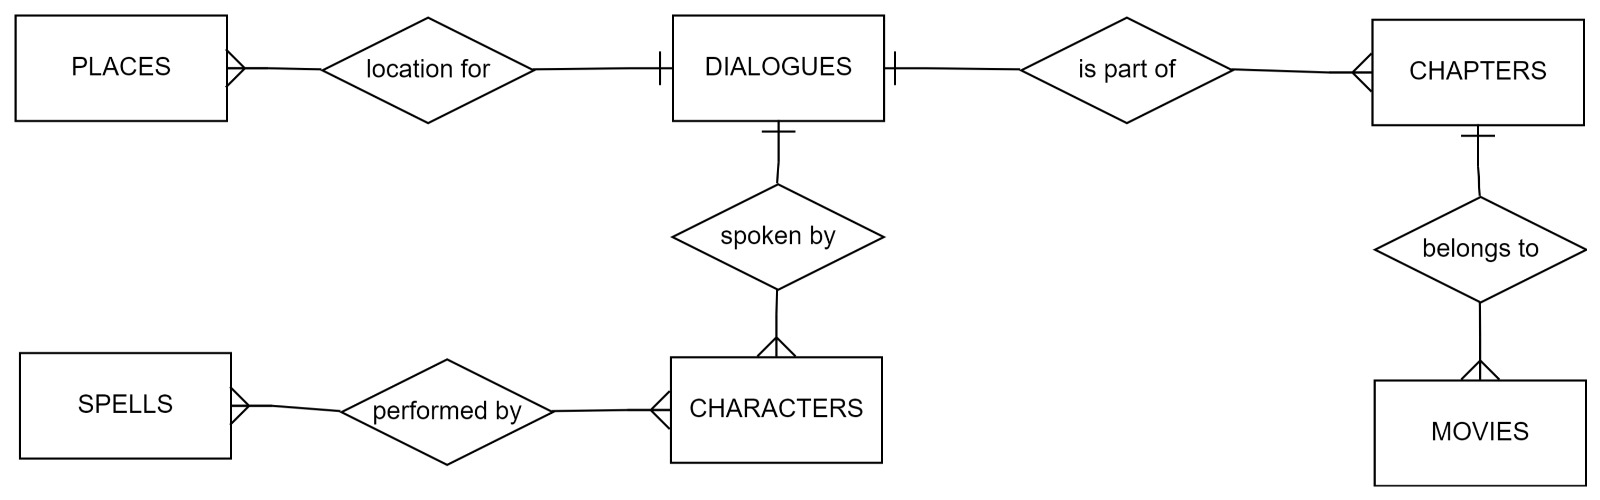 PLACES
location for
DIALOGUES
is part of
CHAPTERS
spoken by
belongs to
SPELLS
performed by
CHARACTERS
MOVIES